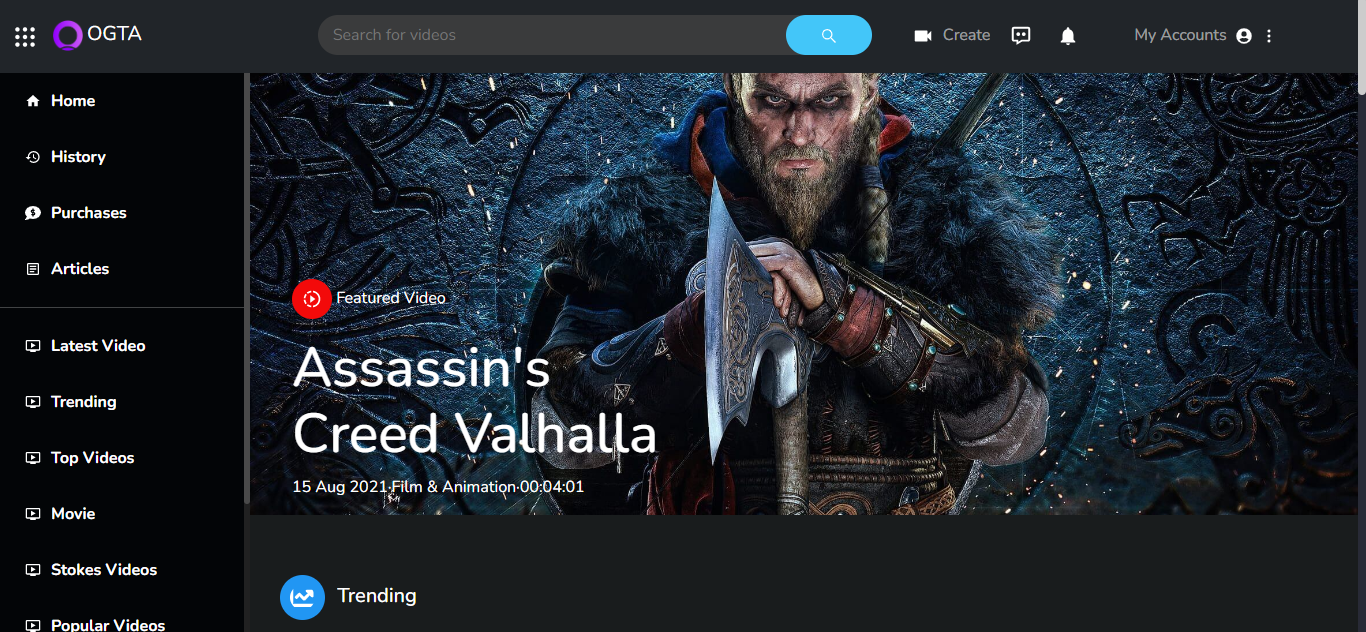 OGTA
Search for videos
Create
My Accounts
Home
History
Purchases
Articles
Latest Video
Trending
Top Videos
Movie
Stokes Videos
Popular Videos
Featured Video
Assassin's
Creed Valhalla
15 Aug 2021·Film & Animation·00:04:01
Trending